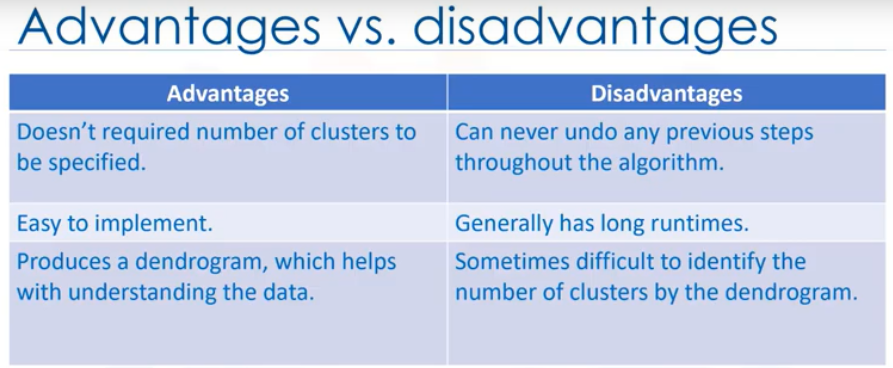 Advantages vs. disadvantages
Advantages
Disadvantages
Doesn't required number of clusters to
be specified.
Can never undo any previous steps
throughout the algorithm.
Easy to implement.
Generally has long runtimes.
Produces a dendrogram, which helps
with understanding the data.
Sometimes difficult to identify the
number of clusters by the dendrogram.